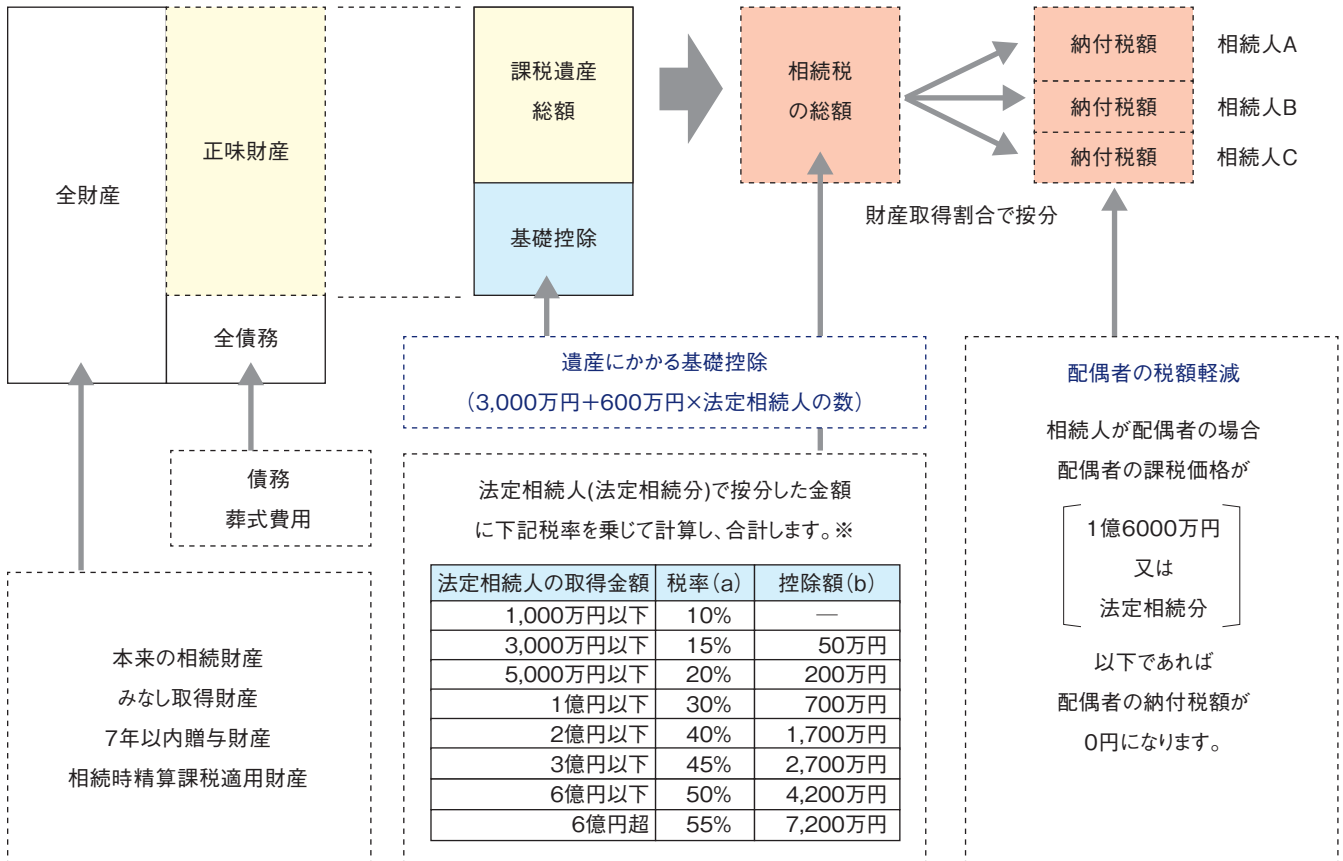 全財産
正味財産
全債務
課税遺産
総額
基礎控除
相続税
の総額
納付税額 相続人A
納付税額 相続人B
納付税額 相続人C
財産取得割合で按分
債務
葬式費用
本来の相続財産
みなし取得財産
7年以内贈与財産
相続時精算課税適用財産
遺産にかかる基礎控除
(3,000万円+600万円×法定相続人の数)
法定相続人(法定相続分)で按分した金額
に下記税率を乗じて計算し、合計します。※
法定相続人の取得金額 税率(a) 控除額(b)
1,000万円以下 10% ―
3,000万円以下 15% 50万円
5,000万円以下 20% 200万円
1億円以下 30% 700万円
2億円以下 40% 1,700万円
3億円以下 45% 2,700万円
6億円以下 50% 4,200万円
6億円超 55% 7,200万円
配偶者の税額軽減
相続人が配偶者の場合
配偶者の課税価格が
1億6000万円
又は
法定相続分
以下であれば
配偶者の納付税額が
0円になります。